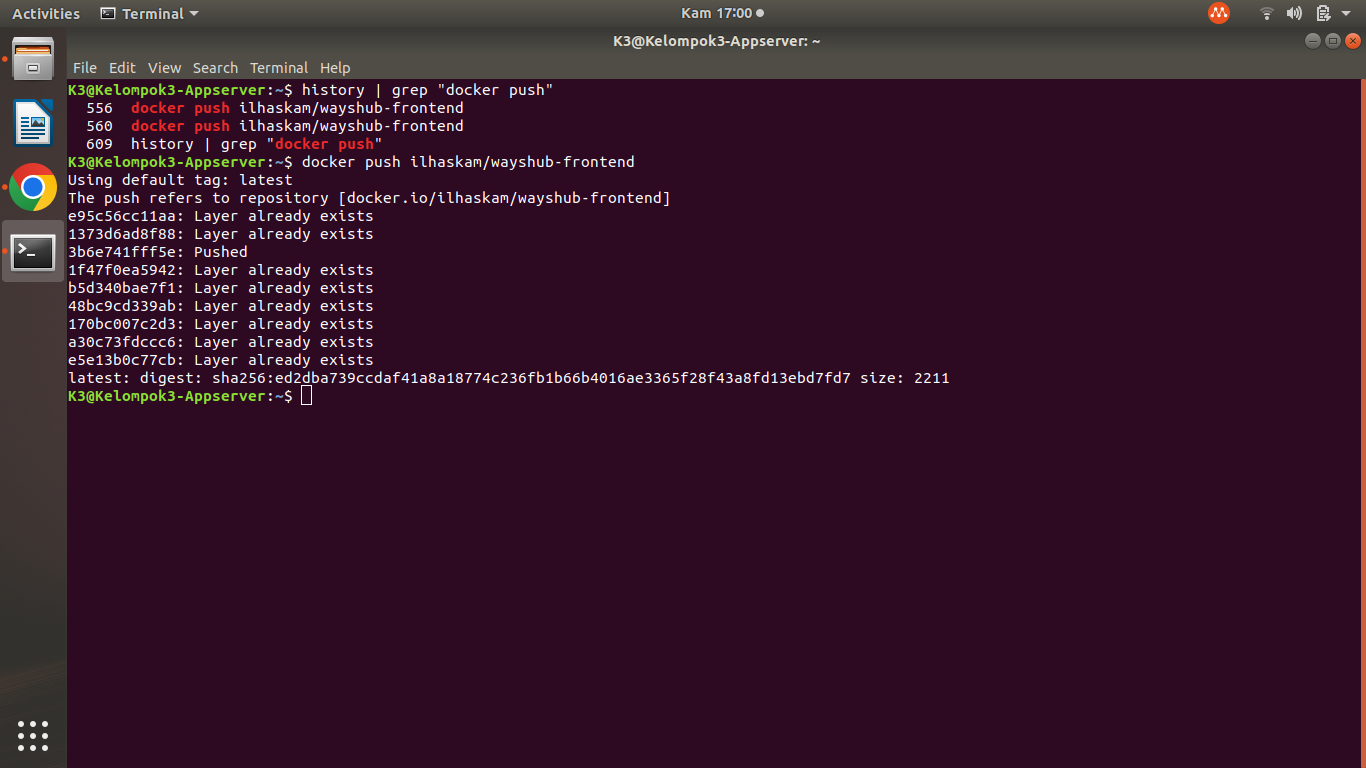 Activities Terminal Kam 17:00
K3@Kelompok3-Appserver: ~
File Edit View Search Terminal Help
K3@Kelompok3-Appserver:~$ history | grep "docker push"
556 docker push ilhaskam/wayshub-frontend
560 docker push ilhaskam/wayshub-frontend
609 history | grep "docker push"
K3@Kelompok3-Appserver:~$ docker push ilhaskam/wayshub-frontend
Using default tag: latest
The push refers to repository [docker.io/ilhaskam/wayshub-frontend]
e95c56cc11aa: Layer already exists
1373d6ad8f88: Layer already exists
3b6e741fff5e: Pushed
1f47f0ea5942: Layer already exists
b5d340bae7f1: Layer already exists
48bc9cd339ab: Layer already exists
170bc007c2d3: Layer already exists
a30c73fdccc6: Layer already exists
e5e13b0c77cb: Layer already exists
latest: digest: sha256:ed2dba739ccdaf41a8a18774c236fb1b66b4016ae3365f28f43a8fd13ebd7fd7 size: 2211
K3@Kelompok3-Appserver:~$